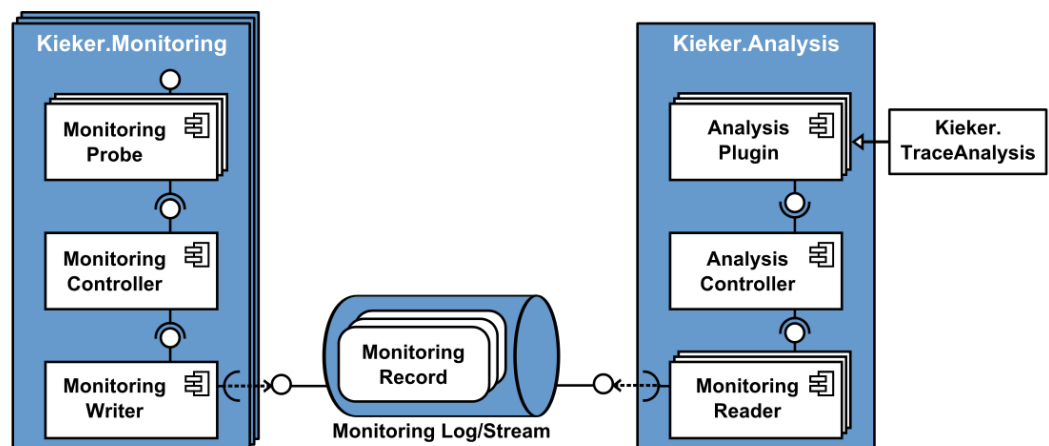 Kieker.Monitoring
Monitoring
Probe
Monitoring
Controller
Monitoring
Writer
Monitoring
Record
Monitoring Log/Stream
Kieker.Analysis
Analysis
Plugin
Kieker.
TraceAnalysis
Analysis
Controller
Monitoring
Reader